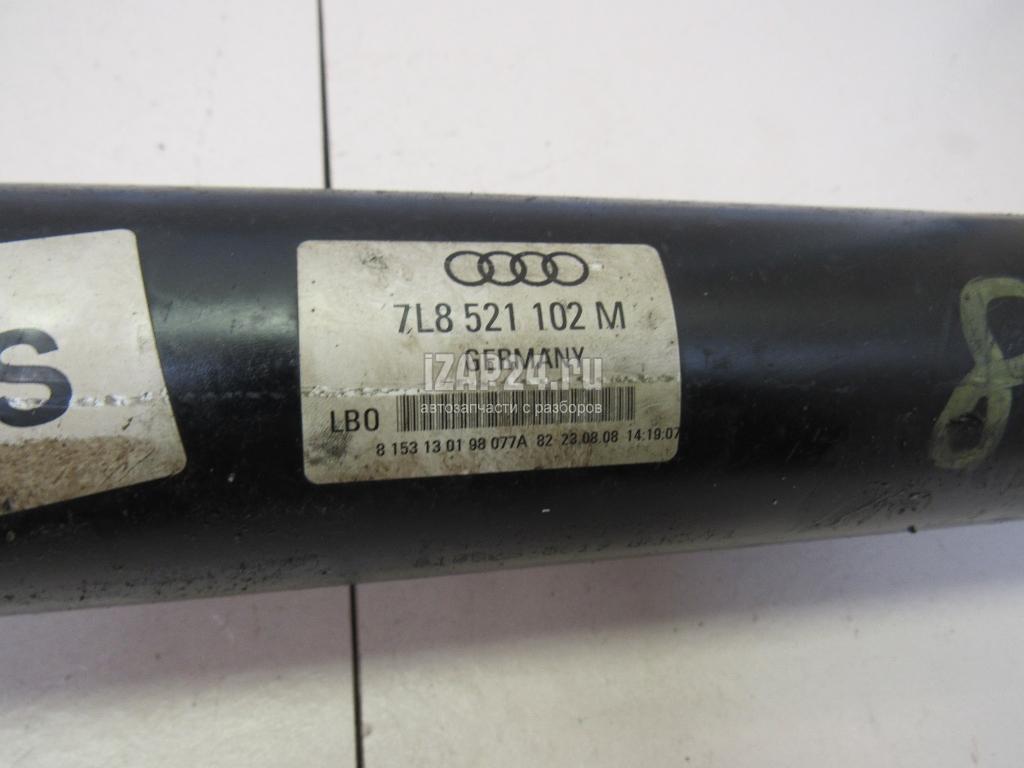 S
7L8 521 102 M
GERMANY
IZAP24.ru
автозапчасти с разборов
LBO
8 153 13 01 98 077A 82 23.08.08 14:19:07
8